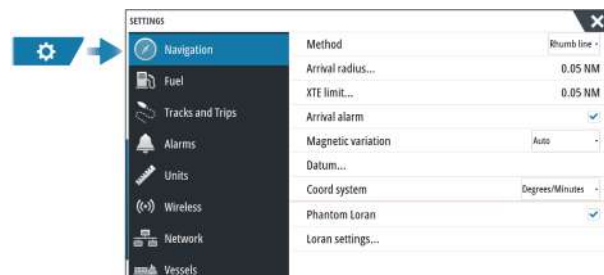 SETTINGS
Navigation
Fuel
Tracks and Trips
Alarms
Units
Wireless
Network
Vessels
Method Rhumb line
Arrival radius... 0.05 NM
XTE limit... 0.05 NM
Arrival alarm
Magnetic variation Auto
Datum...
Coord system Degrees/Minutes
Phantom Loran
Loran settings...